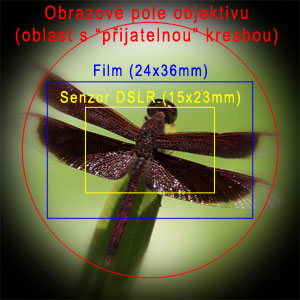 Obrazové pole objektivu
(oblast s “přijatelnou" kresbou)
Film (24x36mm)
Senzor DSLR (15x23mm)